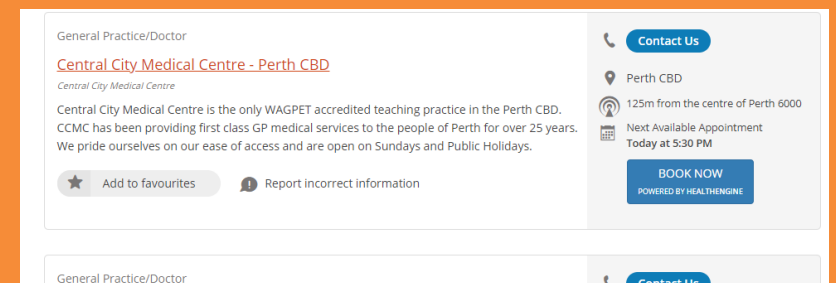 General Practice/Doctor
Central City Medical Centre - Perth CBD
Central City Medical Centre
Central City Medical Centre is the only WAGPET accredited teaching practice in the Perth CBD.
CCMC has been providing first class GP medical services to the people of Perth for over 25 years.
We pride ourselves on our ease of access and are open on Sundays and Public Holidays.
Add to favourites
Report incorrect information
Contact Us
Perth CBD
125m from the centre of Perth 6000
Next Available Appointment
Today at 5:30 PM
BOOK NOW
POWERED BY HEALTHENGINE
General Practice/Doctor
Contact Us